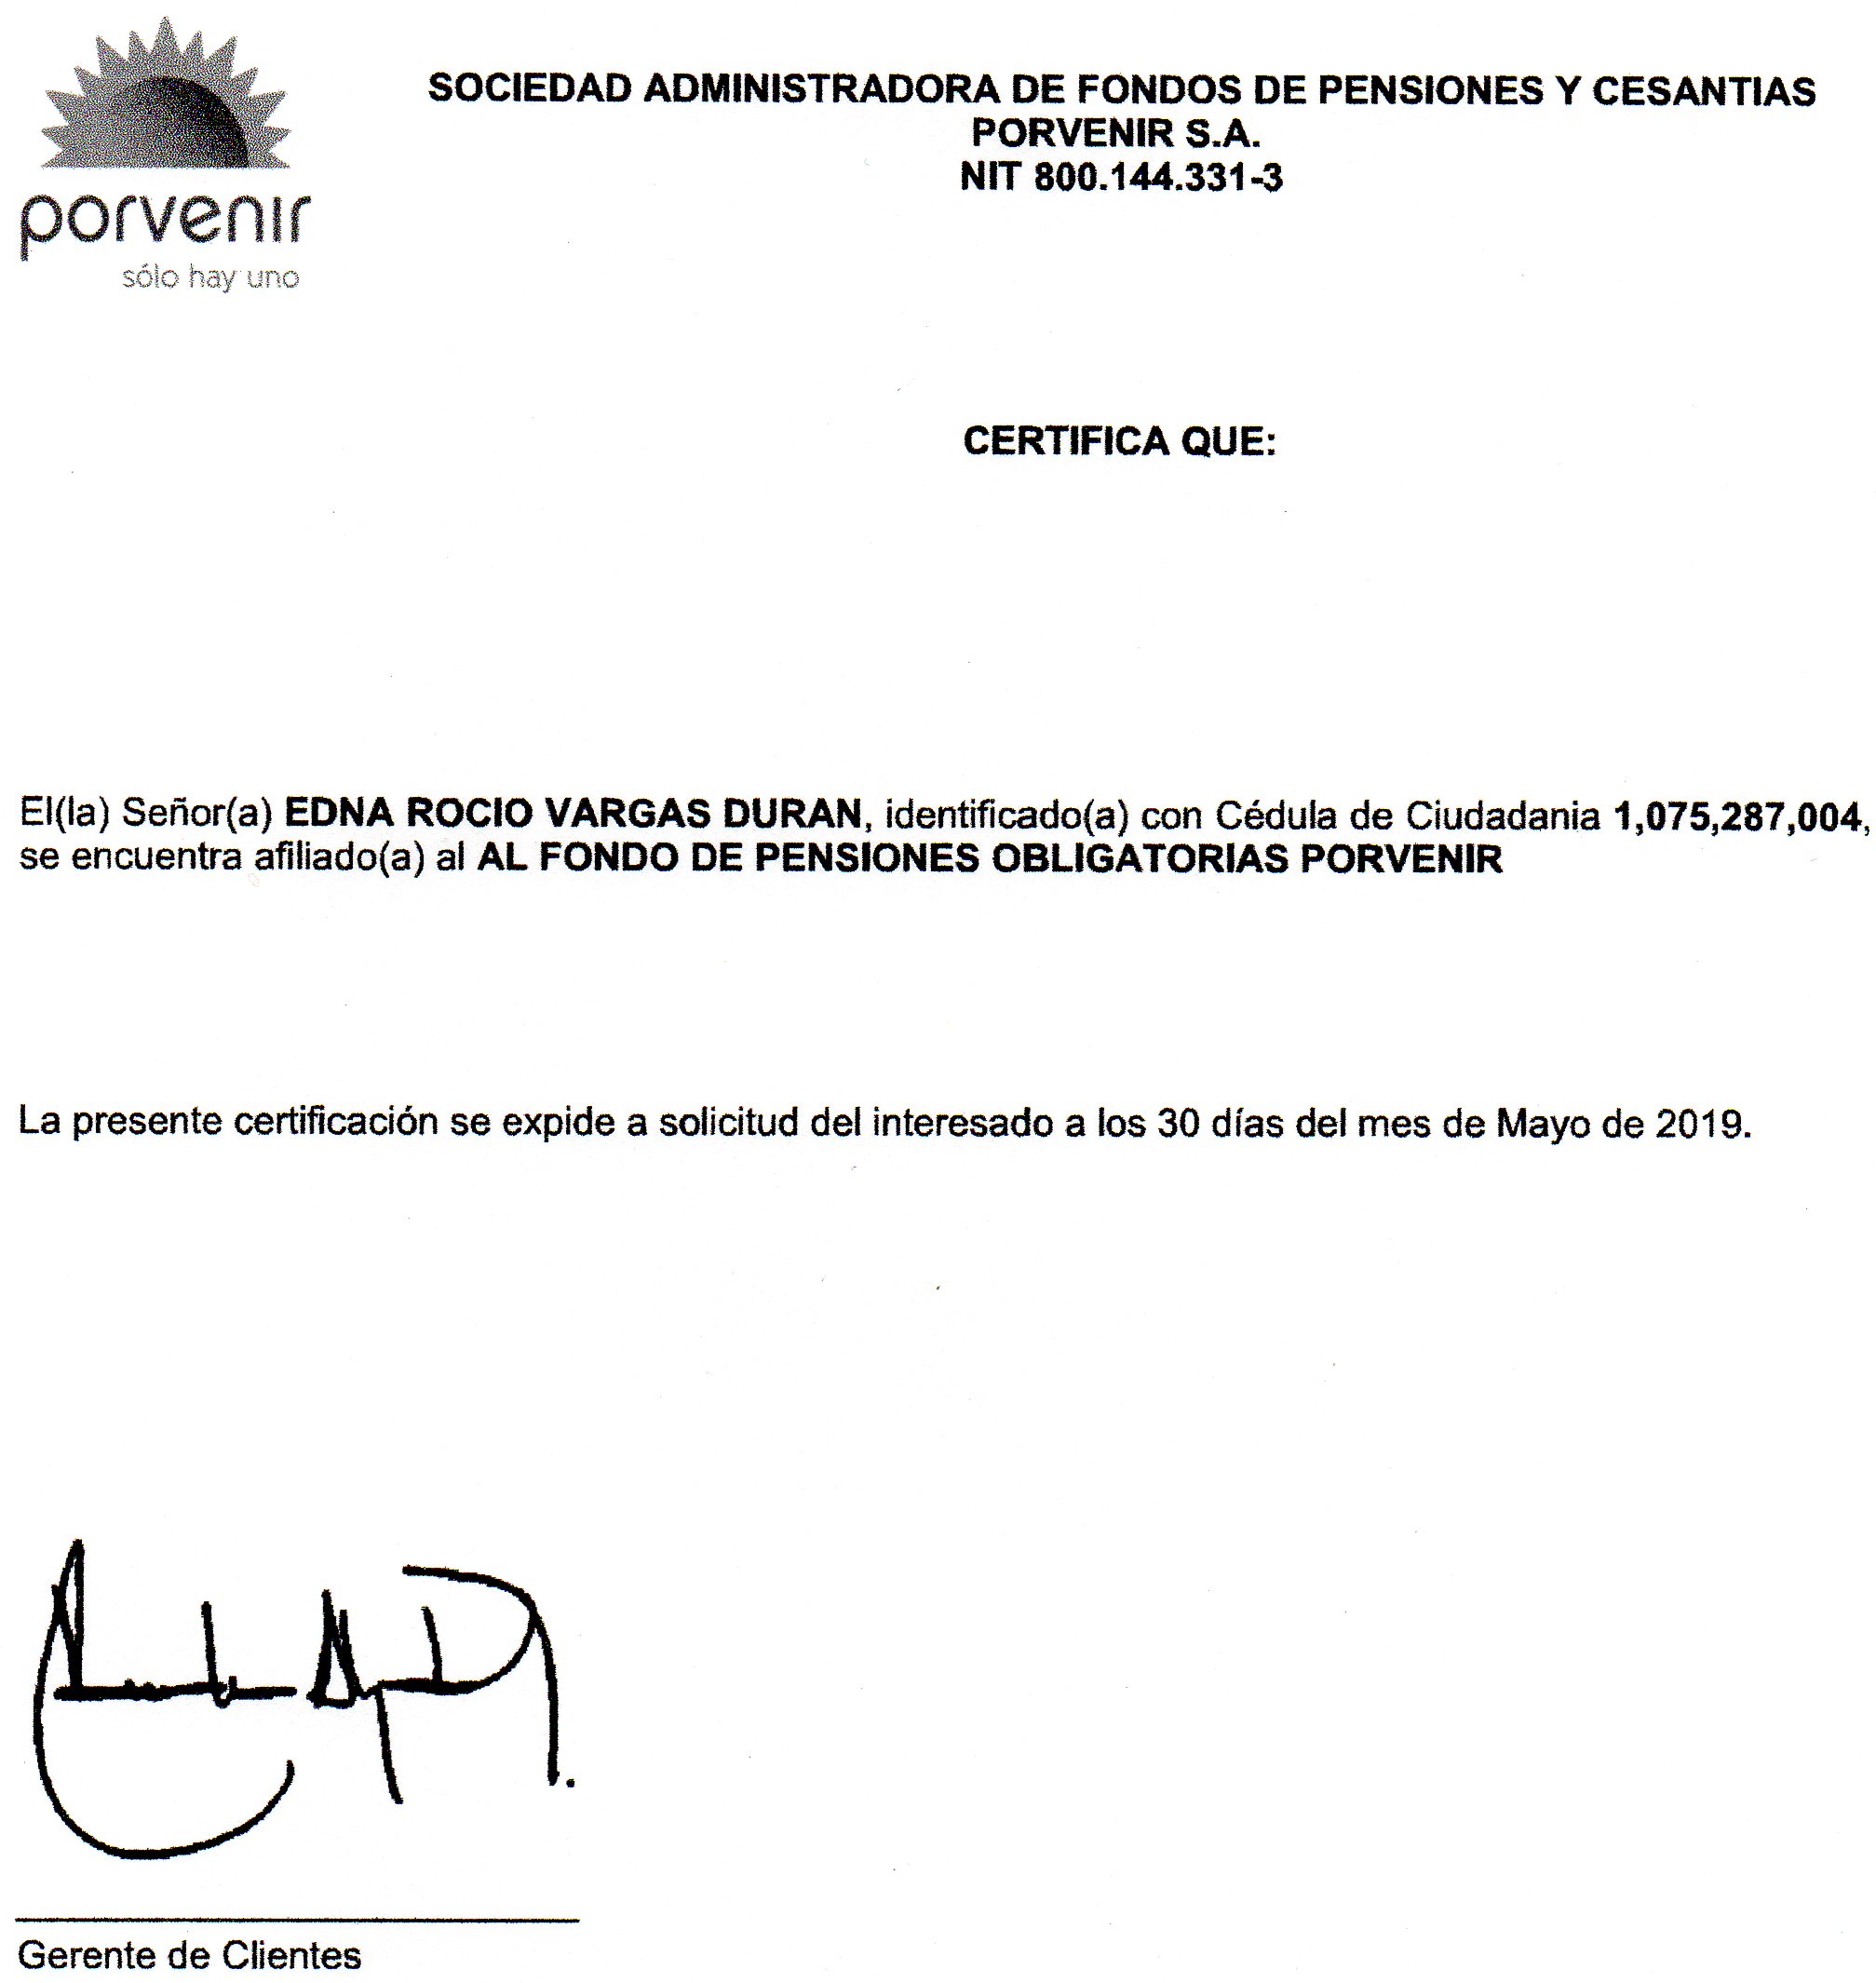 SOCIEDAD ADMINISTRADORA DE FONDOS DE PENSIONES Y CESANTIAS
PORVENIR S.A.
NIT 800.144.331-3
porvenir
sólo hay uno
CERTIFICA QUE:
El(la) Señor(a) EDNA ROCIO VARGAS DURAN, identificado(a) con Cédula de Ciudadania 1,075,287,004,
se encuentra afiliado(a) al AL FONDO DE PENSIONES OBLIGATORIAS PORVENIR
La presente certificación se expide a solicitud del interesado a los 30 días del mes de Mayo de 2019.
Gerente de Clientes